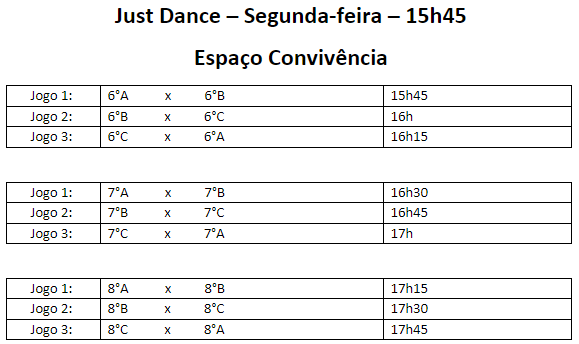 Just Dance – Segunda-feira – 15h45
Espaço Convivência
Jogo 1: 6°A x 6°B 15h45
Jogo 2: 6°B x 6°C 16h
Jogo 3: 6°C x 6°A 16h15
Jogo 1: 7°A x 7°B 16h30
Jogo 2: 7°B x 7°C 16h45
Jogo 3: 7°C x 7°A 17h
Jogo 1: 8°A x 8°B 17h15
Jogo 2: 8°B x 8°C 17h30
Jogo 3: 8°C x 8°A 17h45